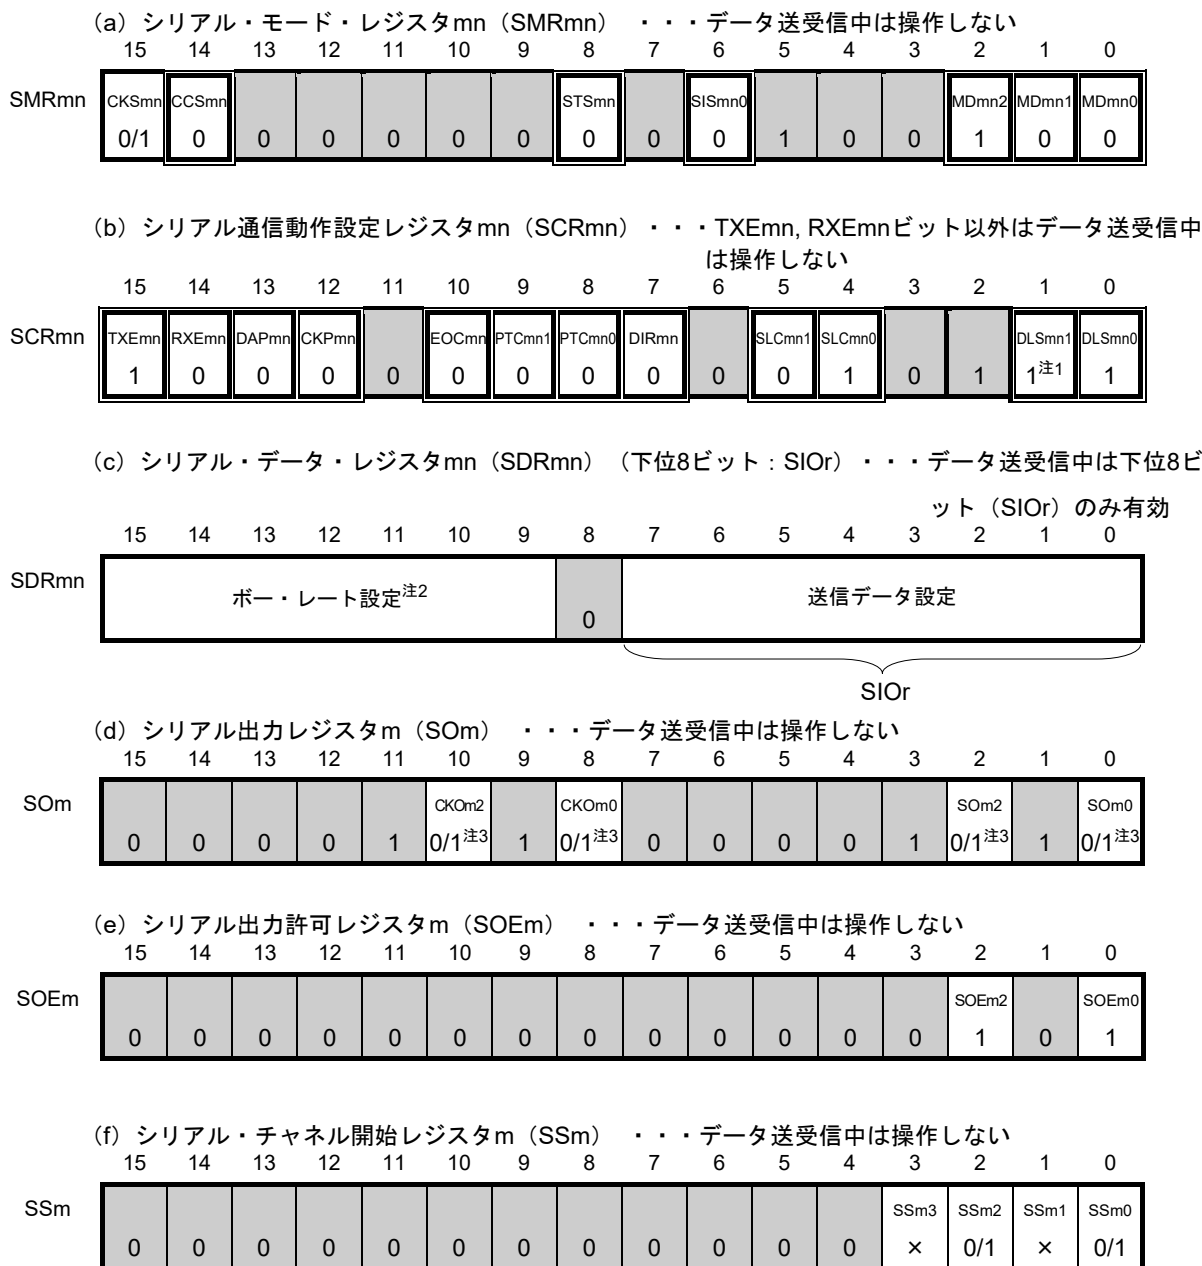 (a) シリアル・モード・レジスタmn（SMRmn） ・・・データ送受信中は操作しない
15 14 13 12 11 10 9 8 7 6 5 4 3 2 1 0
SMRmn CKSmn CCSmn STSmn SISmn0 MDmn2 MDmn1 MDmn0
0/1 0 0 0 0 0 0 0 0 0 1 0 0 1 0 0
(b) シリアル通信動作設定レジスタmn（SCRmn）・・・TXEmn, RXEmnビット以外はデータ送受信中
は操作しない
15 14 13 12 11 10 9 8 7 6 5 4 3 2 1 0
SCRmn TXEmn RXEmn DAPmn CKPmn EOCmn PTCmn1 PTCmn0 DIRmn SLCmn1 SLCmn0 DLSmn1 DLSmn0
1 0 0 0 0 0 0 0 0 0 0 1 0 1 1注1 1
(c) シリアル・データ・レジスタmn（SDRmn）（下位8ビット：SIOr）・・・データ送受信中は下位8ビ
ット（SIOr）のみ有効
15 14 13 12 11 10 9 8 7 6 5 4 3 2 1 0
SDRmn ボー・レート設定注2 0 送信データ設定
SIOr
(d) シリアル出力レジスタm（SOm） ・・・データ送受信中は操作しない
15 14 13 12 11 10 9 8 7 6 5 4 3 2 1 0
SOm CKOm2 CKOm0 SOm2 SOm0
0 0 0 0 1 0/1注3 1 0/1注3 0 0 0 0 1 0/1注3 1 0/1注3
(e) シリアル出力許可レジスタm（SOEm） ・・・データ送受信中は操作しない
15 14 13 12 11 10 9 8 7 6 5 4 3 2 1 0
SOEm SOEm2 SOEm0
0 0 0 0 0 0 0 0 0 0 0 0 0 1 0 1
(f) シリアル・チャネル開始レジスタm（SSm） ・・・データ送受信中は操作しない
15 14 13 12 11 10 9 8 7 6 5 4 3 2 1 0
SSm SSm3 SSm2 SSm1 SSm0
0 0 0 0 0 0 0 0 0 0 0 0 × 0/1 × 0/1